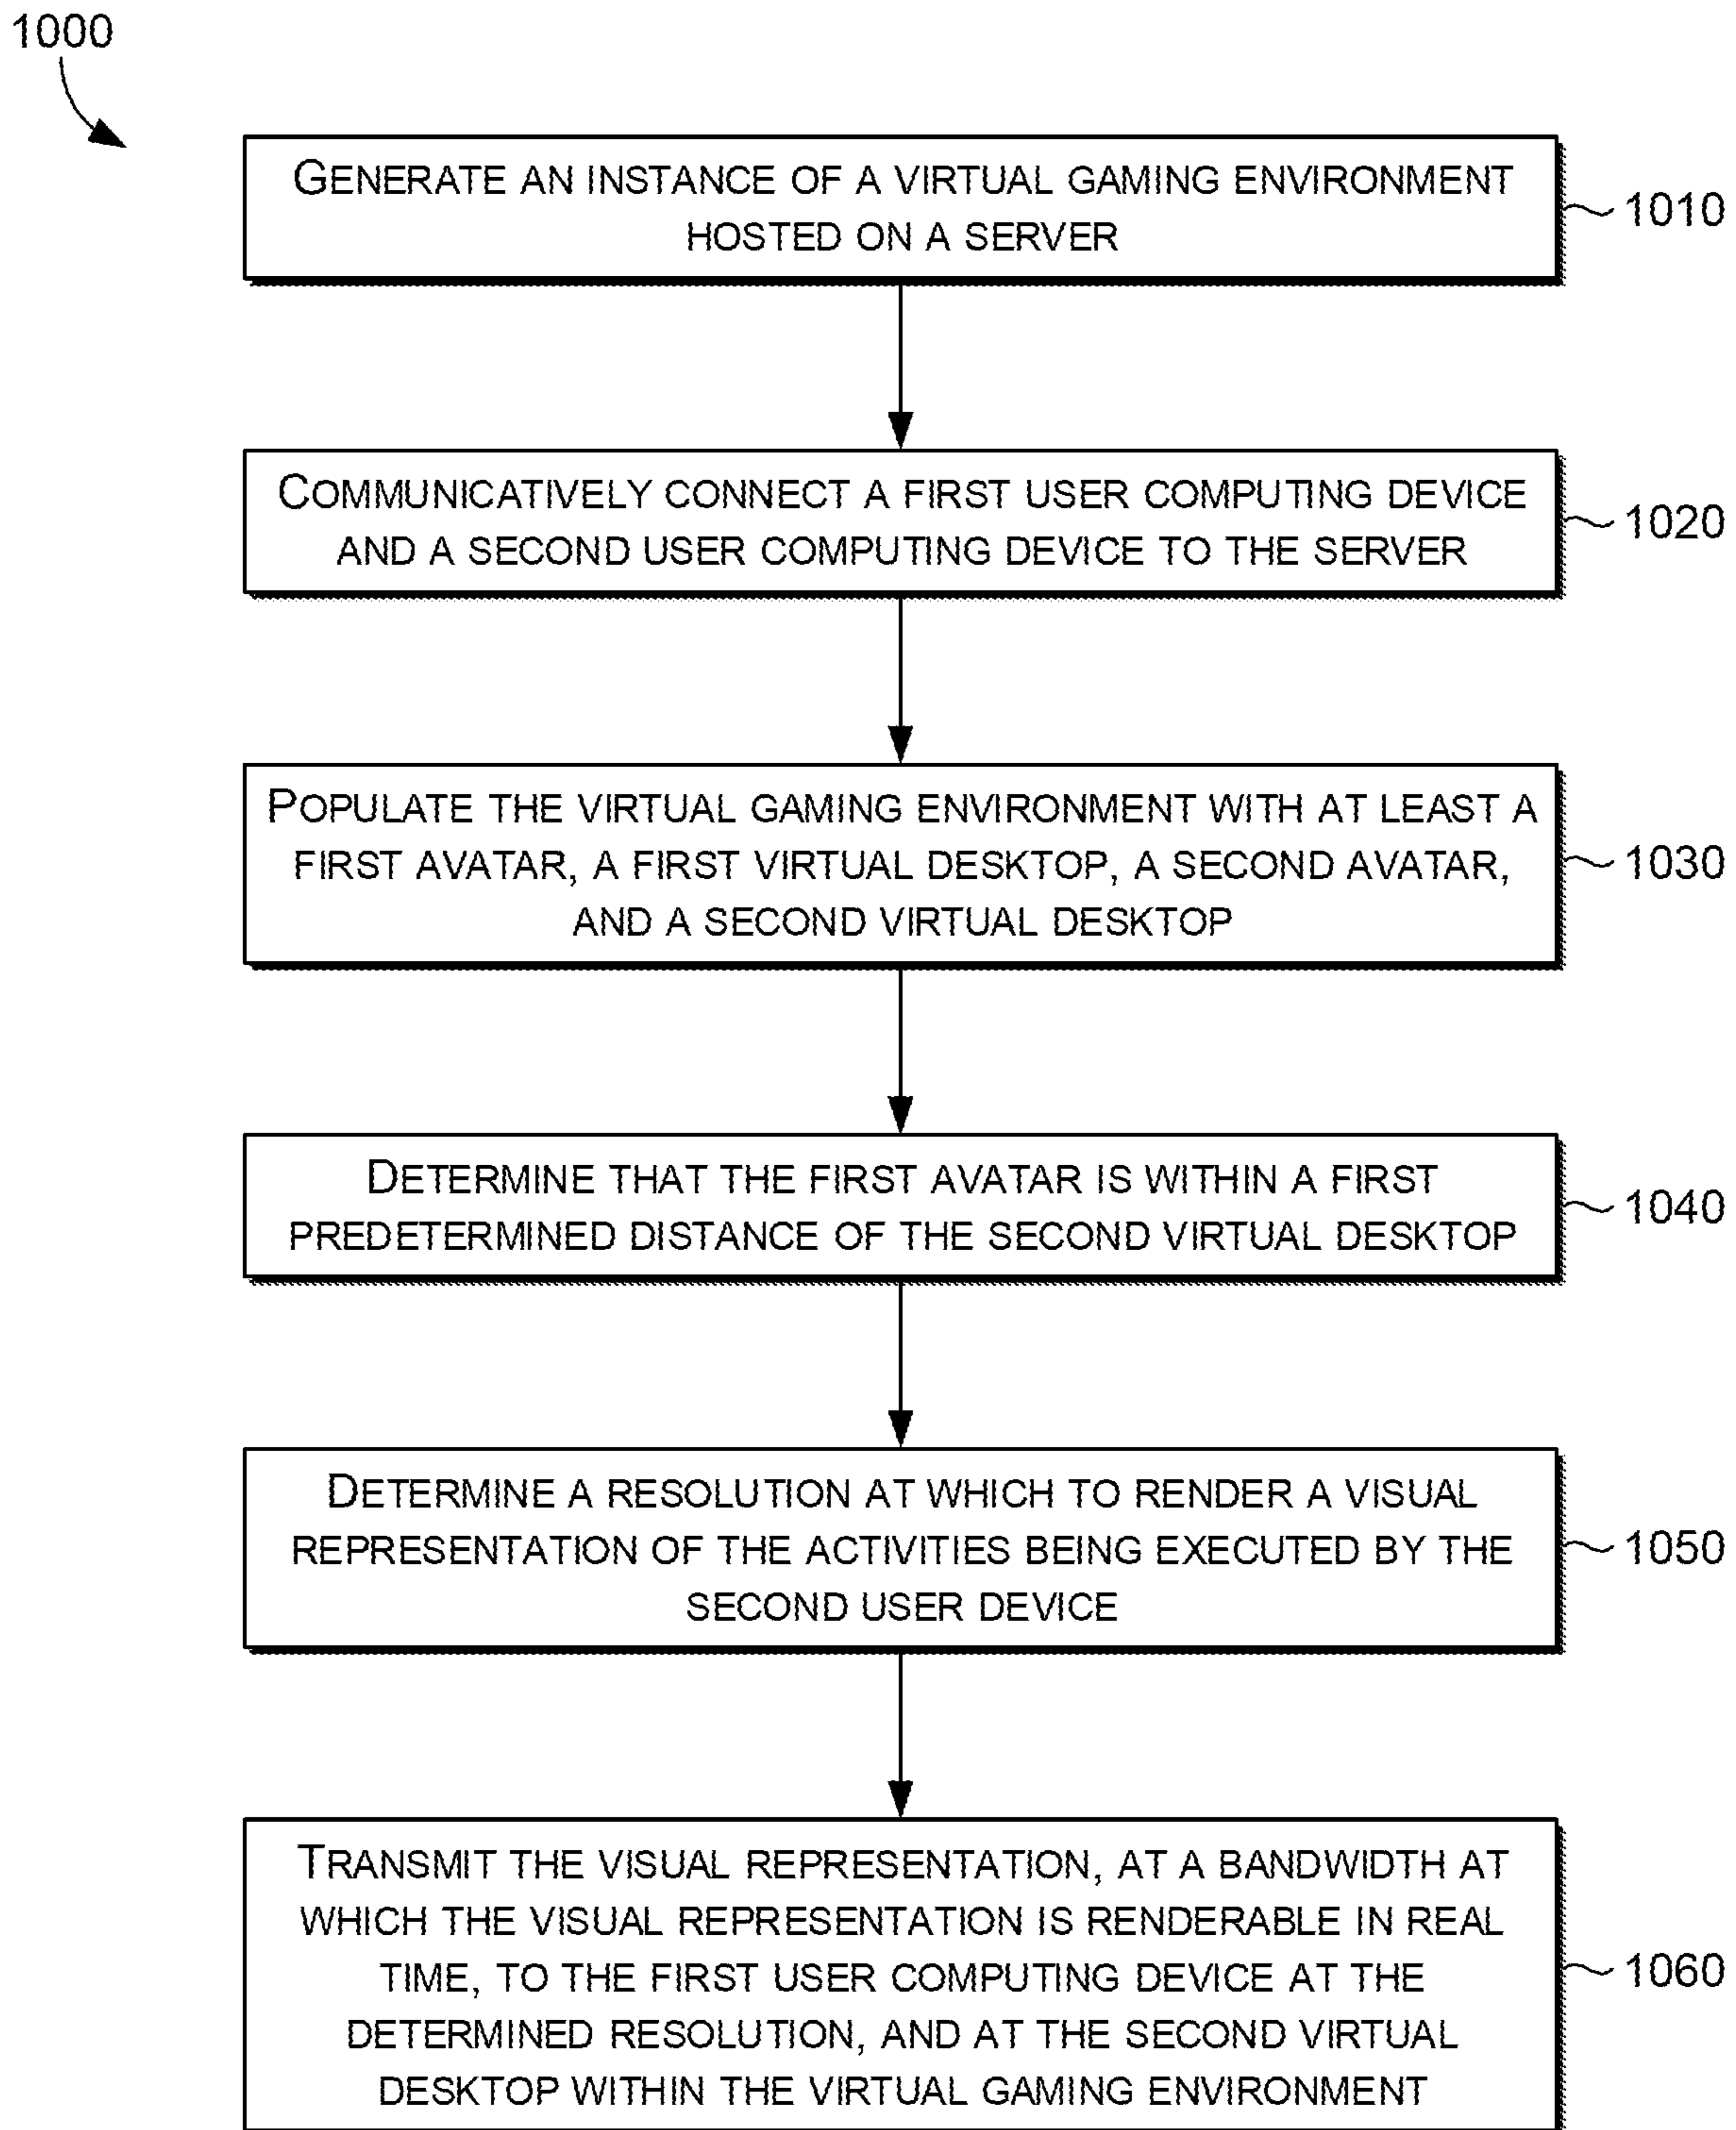 1000
GENERATE AN INSTANCE OF A VIRTUAL GAMING ENVIRONMENT
HOSTED ON A SERVER
1010
COMMUNICATIVELY CONNECT A FIRST USER COMPUTING DEVICE
AND A SECOND USER COMPUTING DEVICE TO THE SERVER
1020
POPULATE THE VIRTUAL GAMING ENVIRONMENT WITH AT LEAST A
FIRST AVATAR, A FIRST VIRTUAL DESKTOP, A SECOND AVATAR,
AND A SECOND VIRTUAL DESKTOP
1030
DETERMINE THAT THE FIRST AVATAR IS WITHIN A FIRST
PREDETERMINED DISTANCE OF THE SECOND VIRTUAL DESKTOP
1040
DETERMINE A RESOLUTION AT WHICH TO RENDER A VISUAL
REPRESENTATION OF THE ACTIVITIES BEING EXECUTED BY THE
SECOND USER DEVICE
1050
TRANSMIT THE VISUAL REPRESENTATION, AT A BANDWIDTH AT
WHICH THE VISUAL REPRESENTATION IS RENDERABLE IN REAL
TIME, TO THE FIRST USER COMPUTING DEVICE AT THE
DETERMINED RESOLUTION, AND AT THE SECOND VIRTUAL
DESKTOP WITHIN THE VIRTUAL GAMING ENVIRONMENT
1060